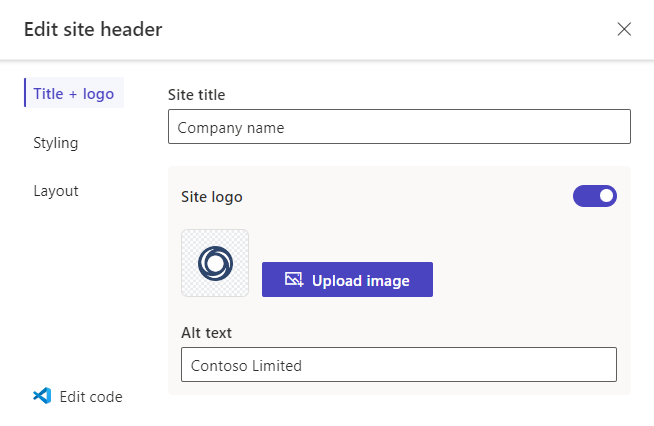 Edit site header
Title + logo
Styling
Layout
Site title
Company name
Site logo
Upload image
Alt text
Contoso Limited
Edit code